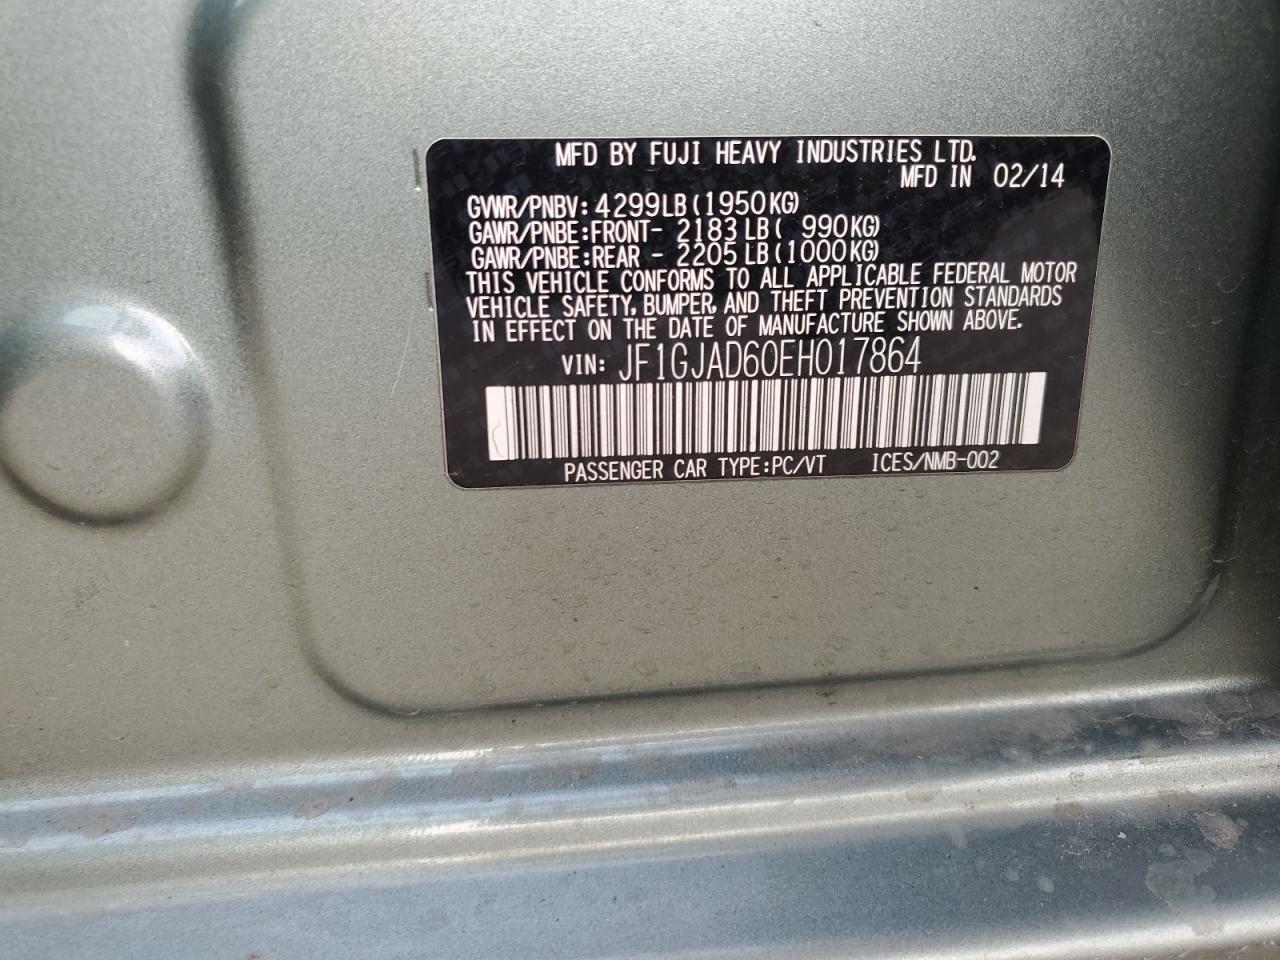 MFD BY FUJI HEAVY INDUSTRIES LTD.
MFD IN 02/14
GVWR/PNBV: 4299LB(1950KG)
GAWR/PNBE:FRONT- 2183LB( 990KG)
GAWR/PNBE:REAR - 2205LB(1000KG)
THIS VEHICLE CONFORMS TO ALL APPLICABLE FEDERAL MOTOR
VEHICLE SAFETY, BUMPER, AND THEFT PREVENTION STANDARDS
IN EFFECT ON THE DATE OF MANUFACTURE SHOWN ABOVE.
VIN: JF1GJAD60EH017864
PASSENGER CAR TYPE:PC/VT ICES/NMB-002